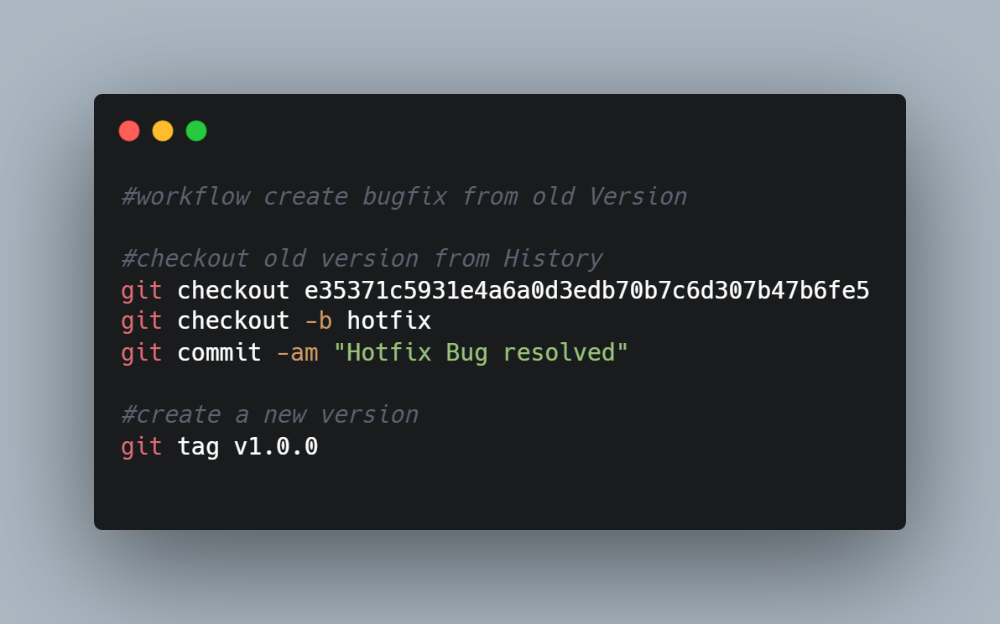 #workflow create bugfix from old Version
#checkout old version from History
git checkout e35371c5931e4a6a0d3edb70b7c6d307b47b6fe5
git checkout -b hotfix
git commit -am "Hotfix Bug resolved"
#create a new version
git tag v1.0.0